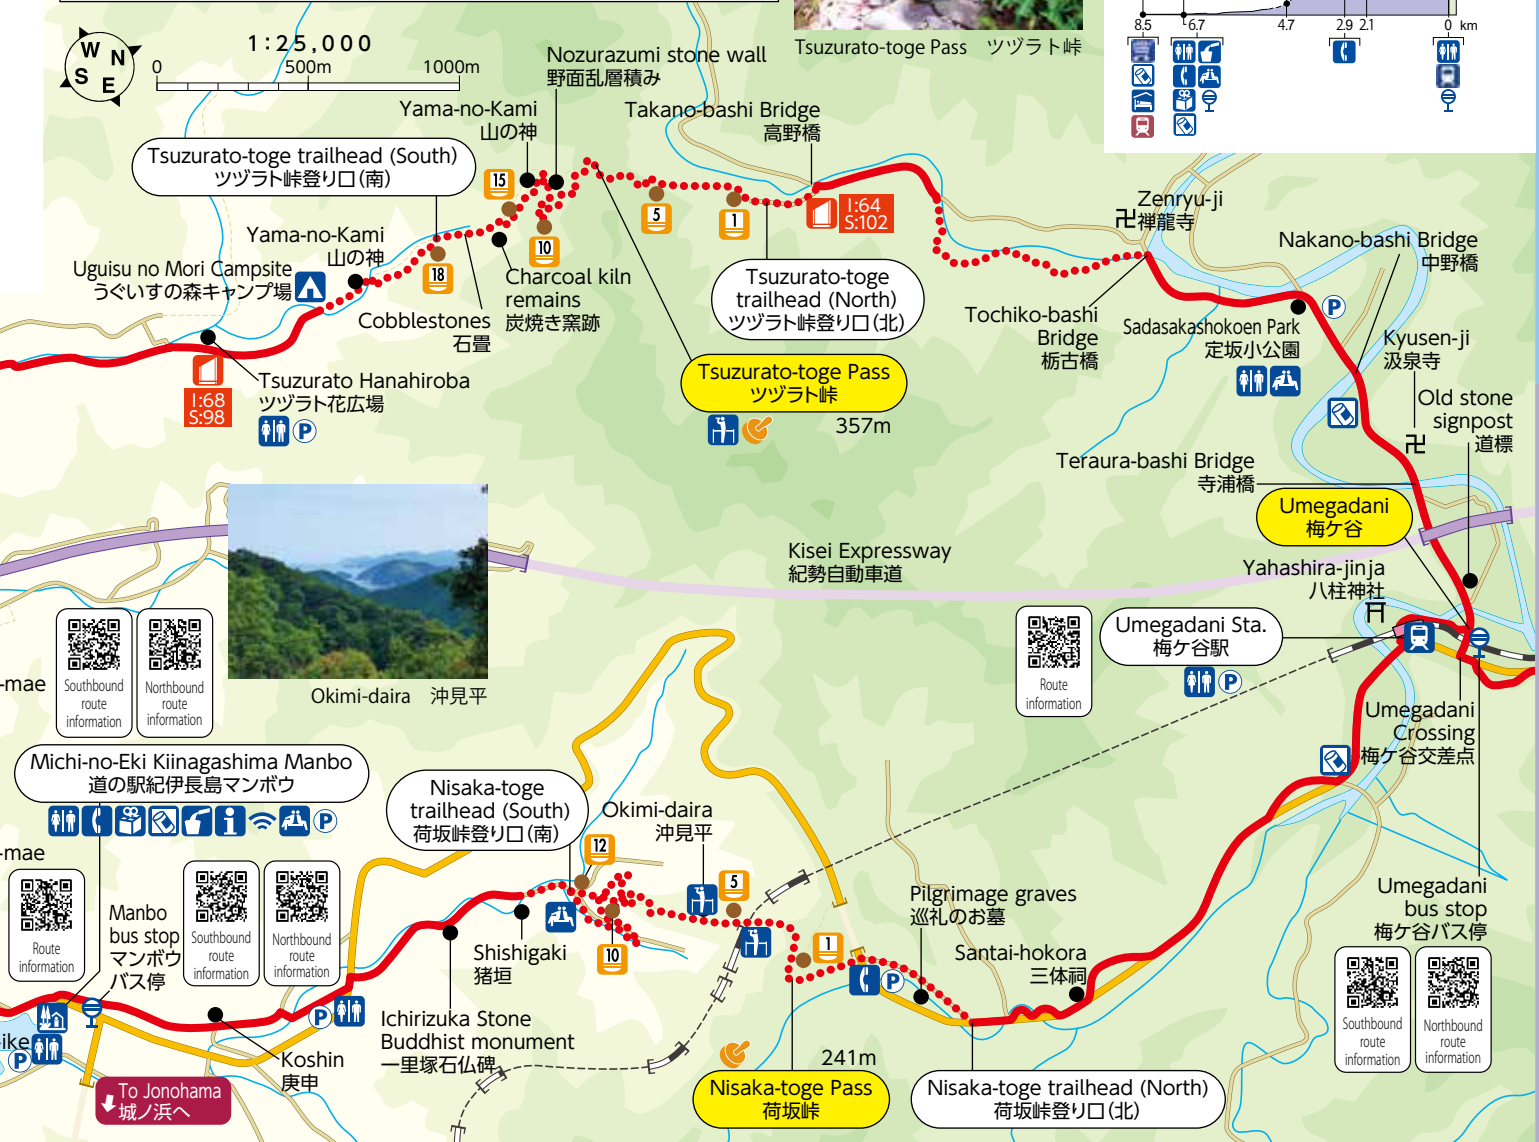 W
N
S
E
1:25,000
0
500m
1000m
Tsuzurato-toge Pass ツヅラト峠
8.5
6.7
4.7
2.9
2.1
0 km
Nozurazumi stone wall
野面乱層積み
Yama-no-Kami
山の神
Takano-bashi Bridge
高野橋
Tsuzurato-toge trailhead (South)
ツヅラト峠登り口(南)
15
5
1
10
18
I:64
S:102
Zenryu-ji
卍禅龍寺
Yama-no-Kami
山の神
Uguisu no Mori Campsite
うぐいすの森キャンプ場
Charcoal kiln
remains
炭焼き窯跡
Cobblestones
石畳
Tsuzurato-toge
trailhead (North)
ツヅラト峠登り口(北)
Nakano-bashi Bridge
中野橋
Tochiko-bashi
Bridge
栃古橋
P
Sadasakashokoen Park
定坂小公園
Kyusen-ji
汲泉寺
卍
I:68
S:98
Tsuzurato Hanahiroba
ツヅラト花広場
P
Tsuzurato-toge Pass
ツヅラト峠
357m
Old stone
signpost
道標
Teraura-bashi Bridge
寺浦橋
Umegadani
梅ケ谷
Kisei Expressway
紀勢自動車道
Yahashira-jinja
八柱神社
Umegadani Sta.
梅ケ谷駅
P
Route
information
Okimi-daira 沖見平
-mae
Southbound
route
information
Northbound
route
information
Umegadani
Crossing
梅ケ谷交差点
Michi-no-Eki Kiinagashima Manbo
道の駅紀伊長島マンボウ
i
P
Nisaka-toge
trailhead (South)
荷坂峠登り口(南)
Okimi-daira
沖見平
12
5
10
1
-mae
Route
information
Manbo
bus stop
マンボウ
バス停
Southbound
route
information
Northbound
route
information
Shishigaki
猪垣
Pilgrimage graves
巡礼のお墓
Santai-hokora
三体祠
P
Umegadani
bus stop
梅ケ谷バス停
Southbound
route
information
Northbound
route
information
P
Ichirizuka Stone
Buddhist monument
一里塚石仏碑
-ike
P
Koshin
庚申
To Jonohama
城ノ浜へ
241m
Nisaka-toge Pass
荷坂峠
Nisaka-toge trailhead (North)
荷坂峠登り口(北)